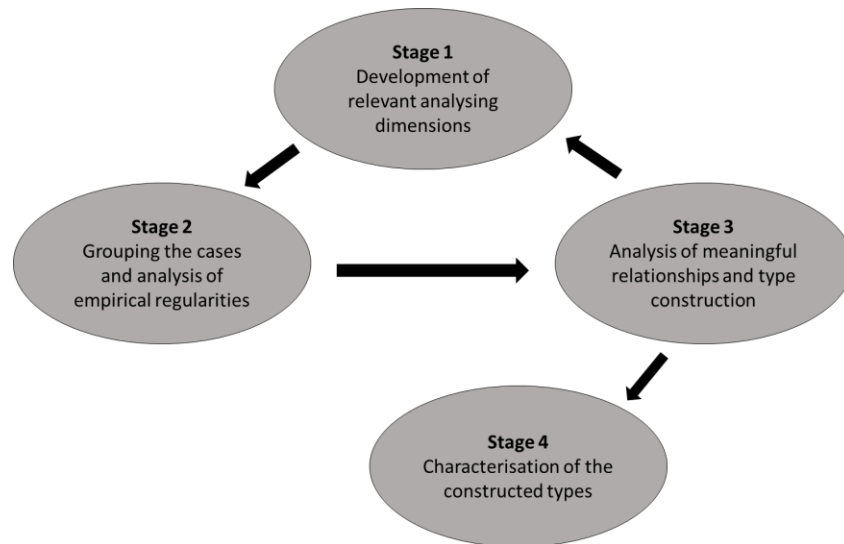 Stage 1
Development of
relevant analysing
dimensions
Stage 2
Grouping the cases
and analysis of
empirical regularities
Stage 3
Analysis of meaningful
relationships and type
construction
Stage 4
Characterisation of the
constructed types